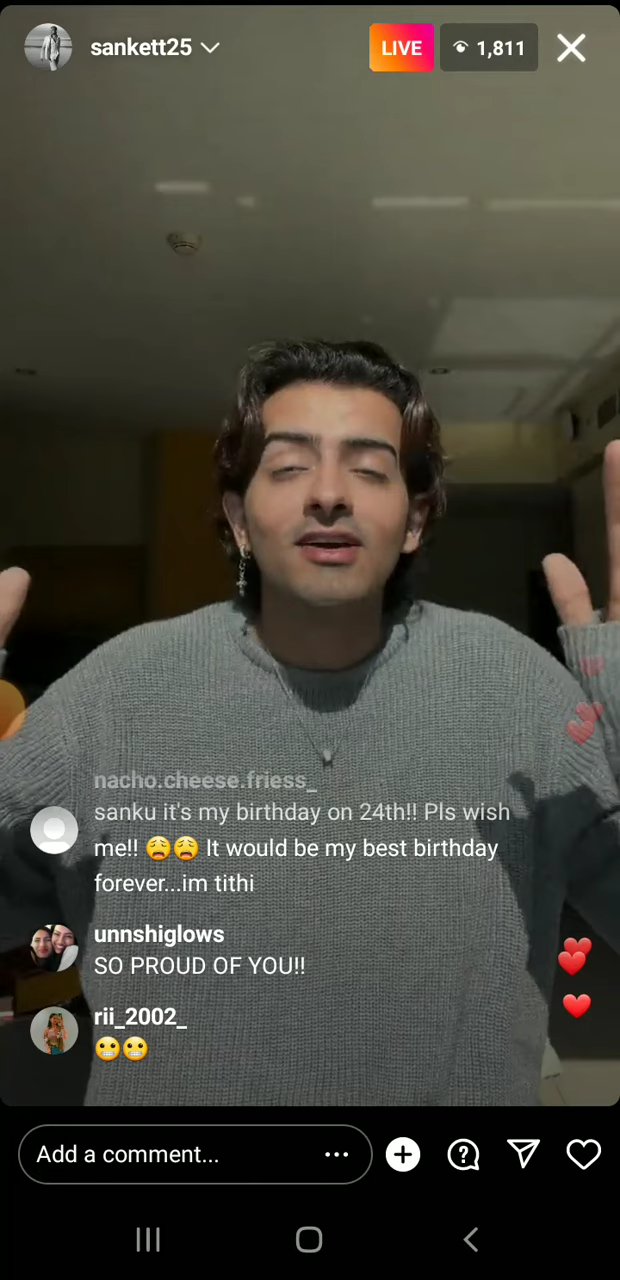 sankett25
LIVE
1,811
nacho.cheese.friess_
sanku it's my birthday on 24th!! Pls wish
me!! 😩😩 It would be my best birthday
forever...im tithi
unnshiglows
SO PROUD OF YOU!!
rii_2002_
😬😬
Add a comment...